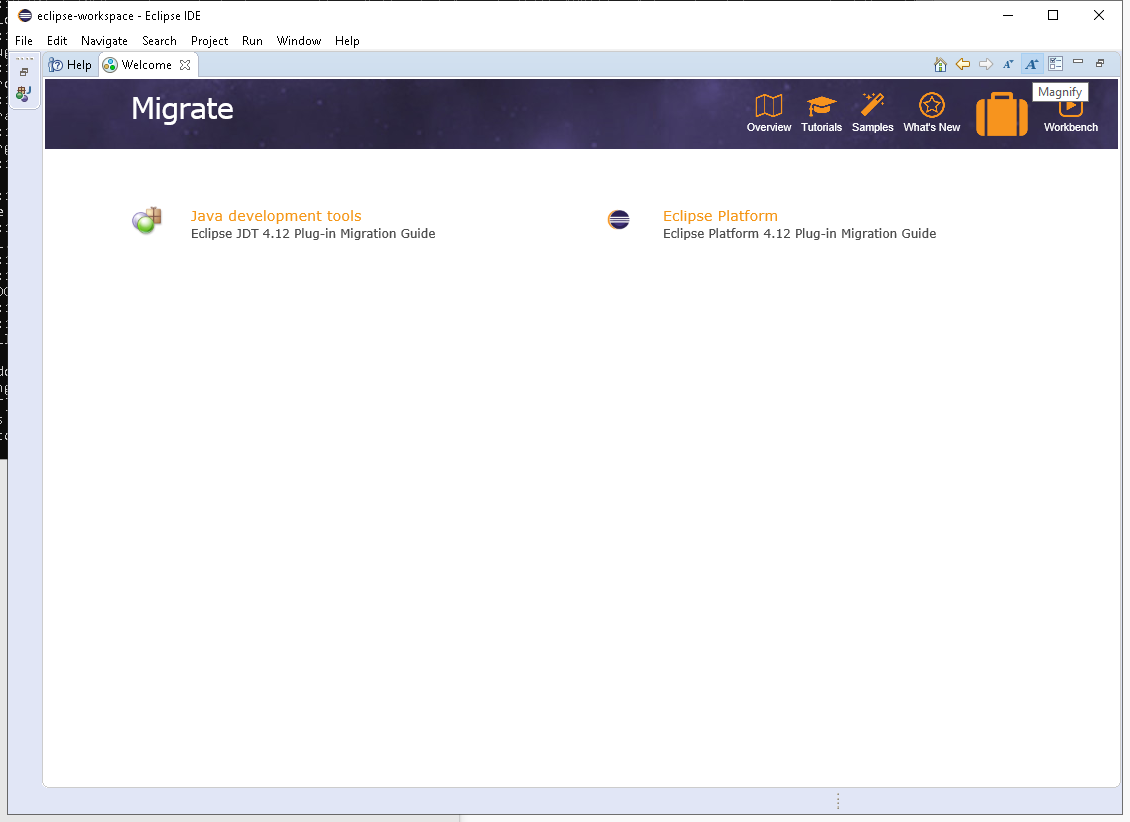 eclipse-workspace - Eclipse IDE
File Edit Navigate Search Project Run Window Help
Help Welcome
Magnify
Migrate
Overview Tutorials Samples What's New Workbench
Java development tools
Eclipse JDT 4.12 Plug-in Migration Guide
Eclipse Platform
Eclipse Platform 4.12 Plug-in Migration Guide